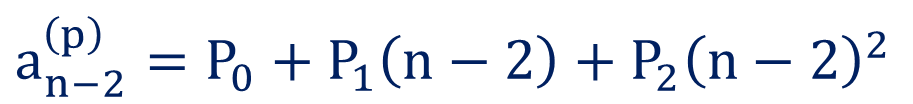 a_{n−2}^{(p)} = P_0 + P_1(n − 2) + P_2(n − 2)^2